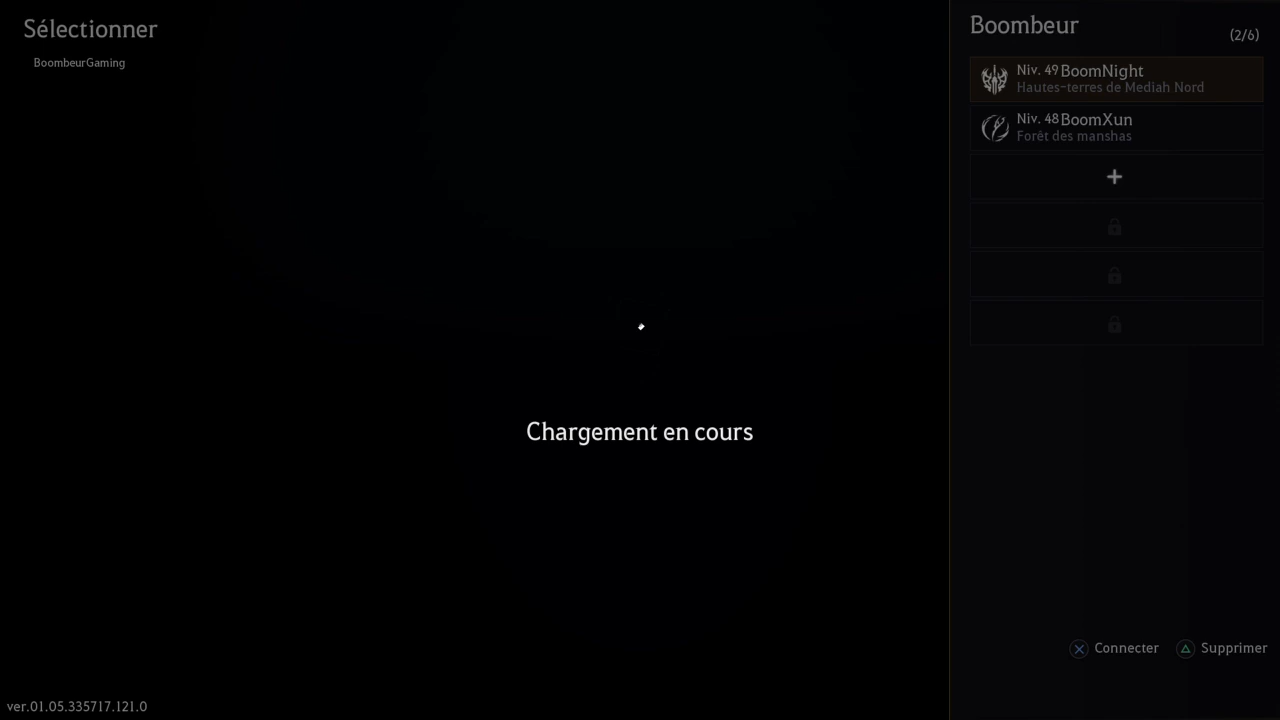 Sélectionner
BoombeurGaming
Boombeur
(2/6)
Niv. 49 BoomNight
Hautes-terres de Mediah Nord
Niv. 48 BoomXun
Forêt des manshas
+
Chargement en cours
Connecter
Supprimer
ver.01.05.335717.121.0